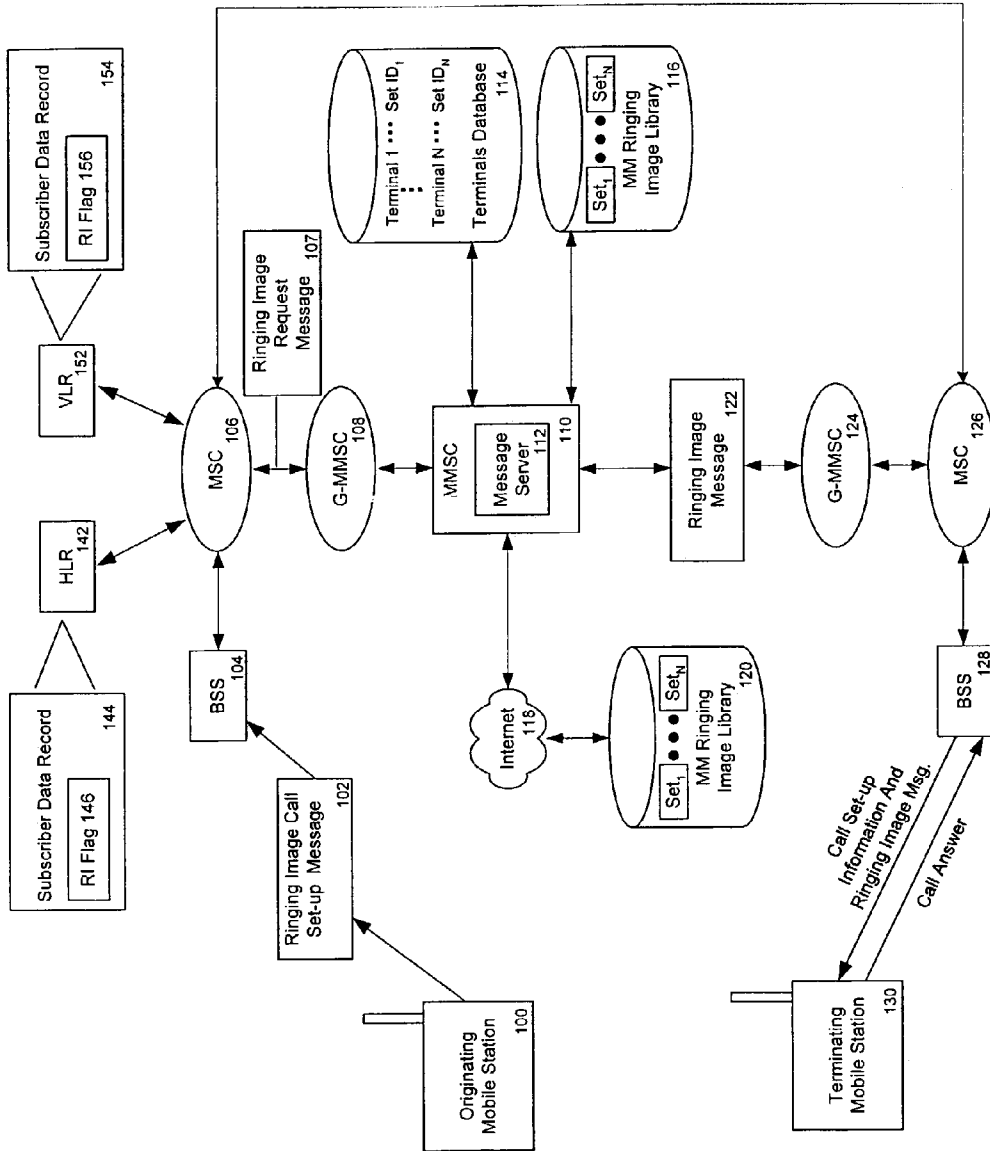 Subscriber Data Record
RI Flag 146
144
HLR
142
VLR
152
Subscriber Data Record
RI Flag 156
154
Originating
Mobile Station
100
Ringing Image Call
Set-up Message
102
BSS
104
MSC
106
Ringing Image
Request
Message
107
G-MMSC
108
MMSC
Message
Server
112
110
Terminal 1 ••• Set ID1
Terminal N ••• Set ID N
Terminals Database
114
Set1 ••• SetN
MM Ringing
Image Library
116
Internet
118
Set1 ••• SetN
MM Ringing
Image Library
120
Ringing Image
Message
122
G-MMSC
124
MSC
126
BSS
128
Call Set-up
Information And
Ringing Image Msg.
Call Answer
Terminating
Mobile Station
130